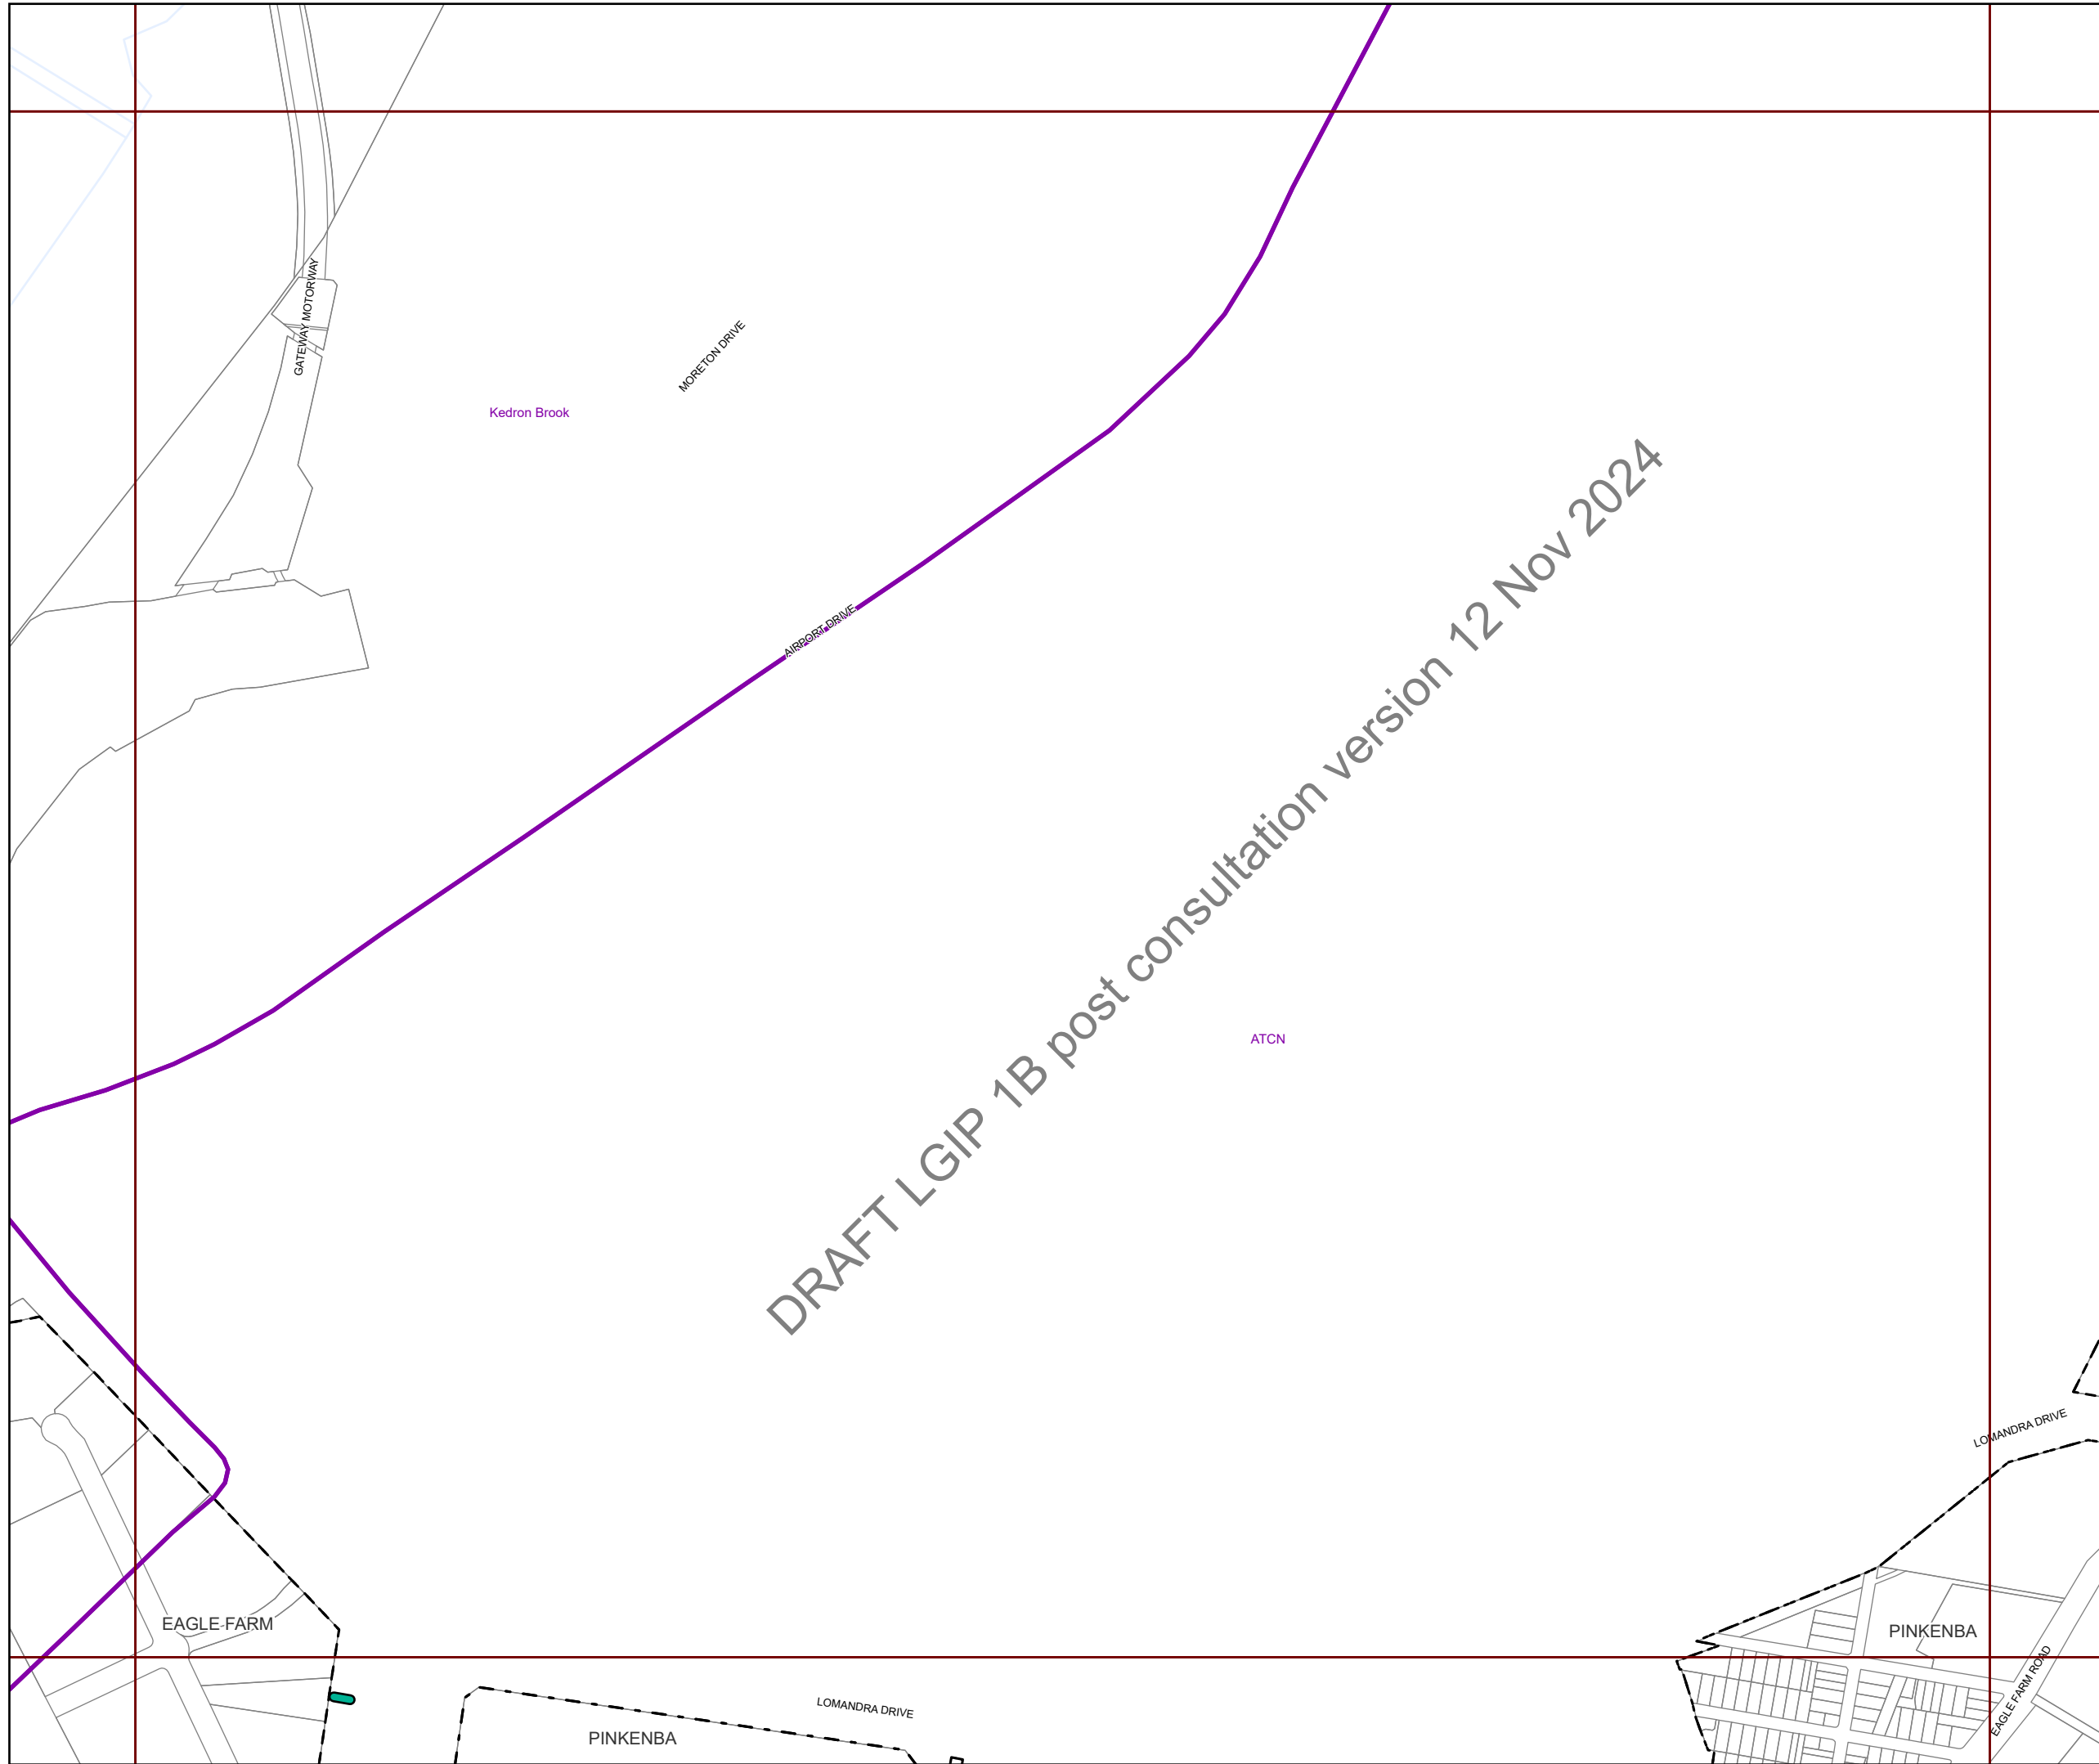 GATEWAY MOTORWAY
MORETON DRIVE
Kedron Brook
AIRPORT DRIVE
DRAFT LGIP 1B post consultation version 12 Nov 2024
ATCN
LOMANDRA DRIVE
EAGLE FARM
PINKENBA
EAGLE FARM ROAD
LOMANDRA DRIVE
PINKENBA